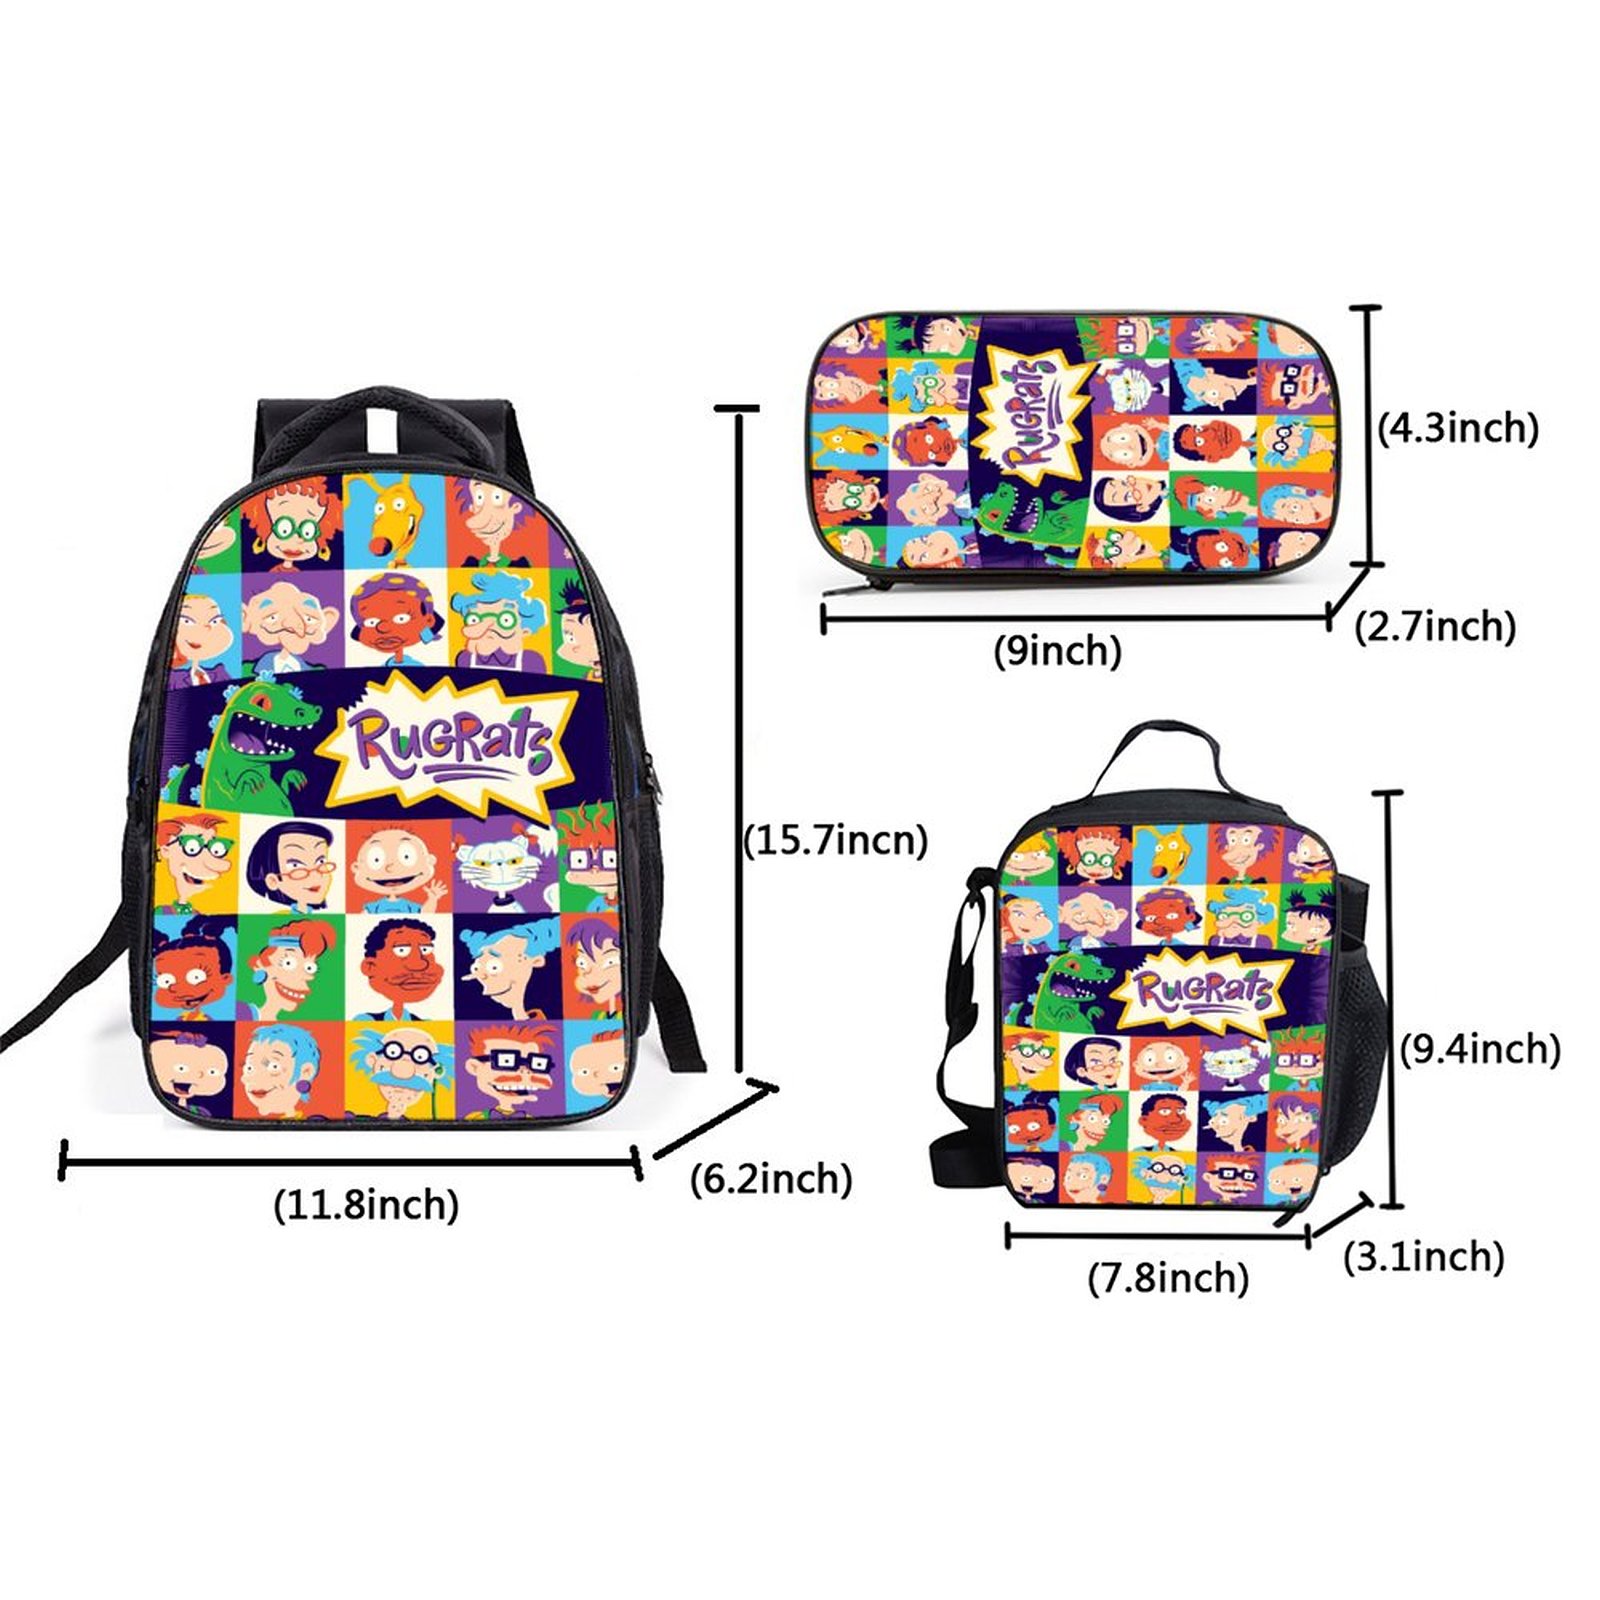 RUGRats
(15.7incn)
(11.8inch)
(6.2inch)
RUGRats
(4.3inch)
(9inch)
(2.7inch)
RUGRats
(9.4inch)
(7.8inch)
(3.1inch)